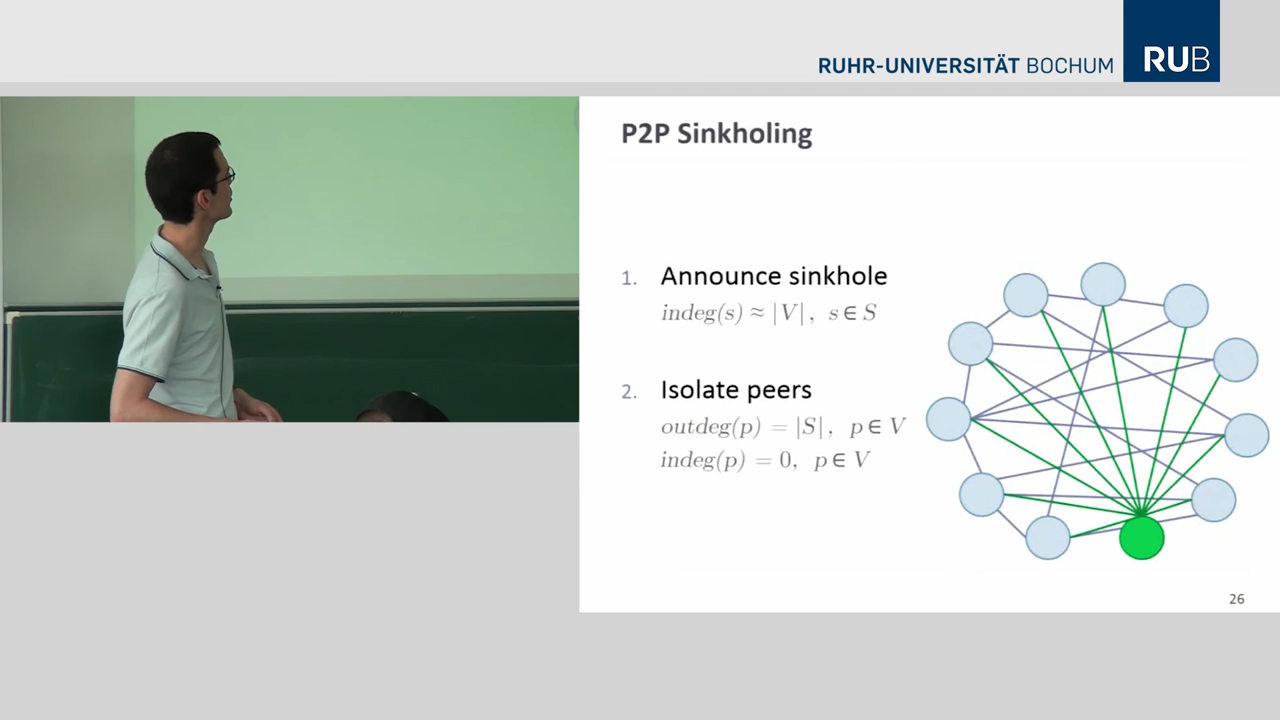 RUHR-UNIVERSITÄT BOCHUM
RUB
P2P Sinkholing
1. Announce sinkhole
indeg(s) ≈ |V|, s ∈ S
2. Isolate peers
outdeg(p) = |S|, p ∈ V
indeg(p) = 0, p ∈ V
26